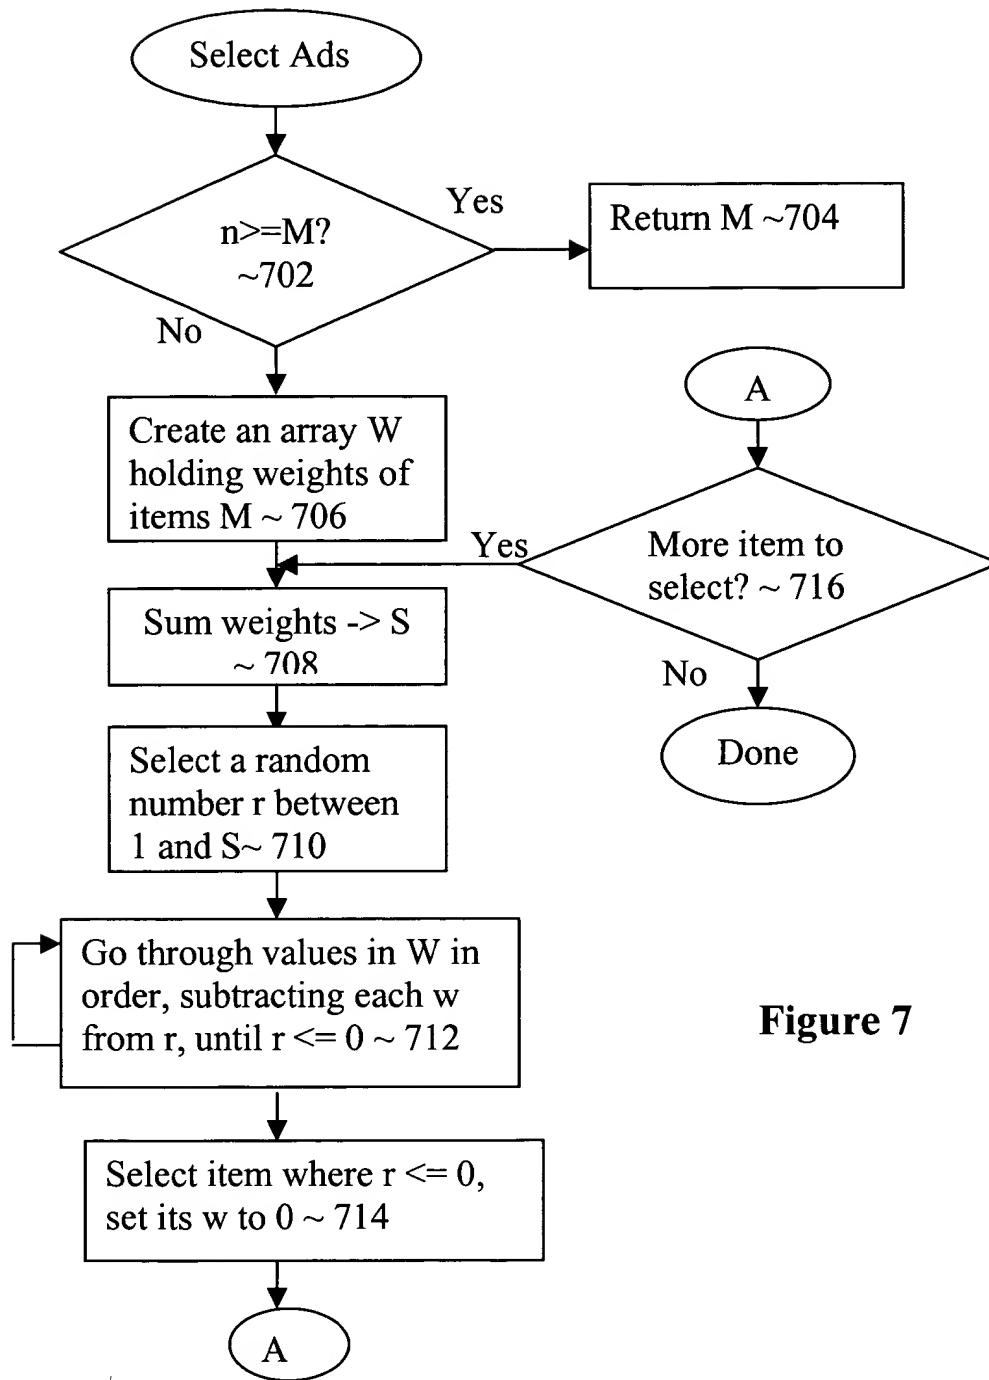 Select Ads
n>=M?
~702
Yes
No
Return M ~704
Create an array W
holding weights of
items M ~ 706
Sum weights -> S
~ 708
Select a random
number r between
1 and S~ 710
Go through values in W in
order, subtracting each w
from r, until r <= 0 ~ 712
Select item where r <= 0,
set its w to 0 ~ 714
A
A
More item to
select? ~ 716
Yes
No
Done
Figure 7